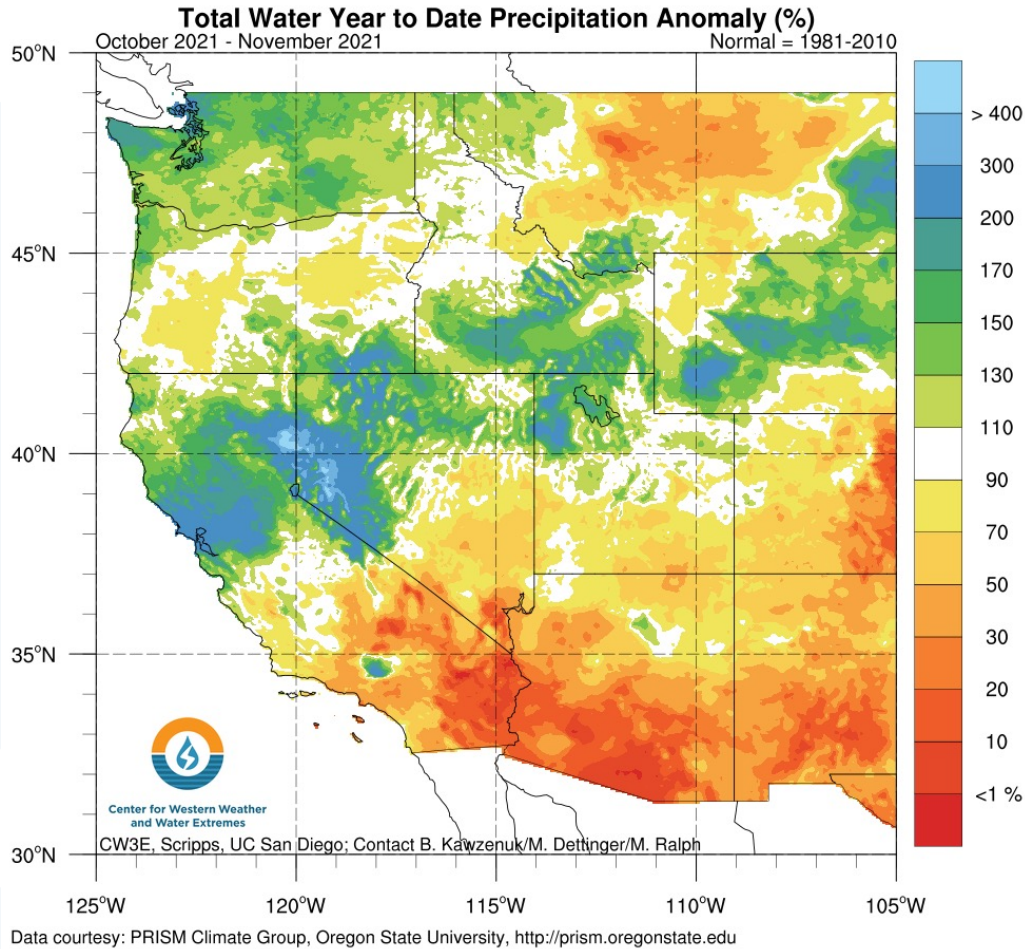 Total Water Year to Date Precipitation Anomaly (%)
October 2021 - November 2021 Normal = 1981-2010
50°N
> 400
300
200
45°N
170
150
130
110
40°N
90
70
50
35°N
30
20
10
<1 %
Center for Western Weather
and Water Extremes
CW3E, Scripps, UC San Diego; Contact B. Kawzenuk/M. Dettinger/M. Ralph
30°N
125°W 120°W 115°W 110°W 105°W
Data courtesy: PRISM Climate Group, Oregon State University, http://prism.oregonstate.edu